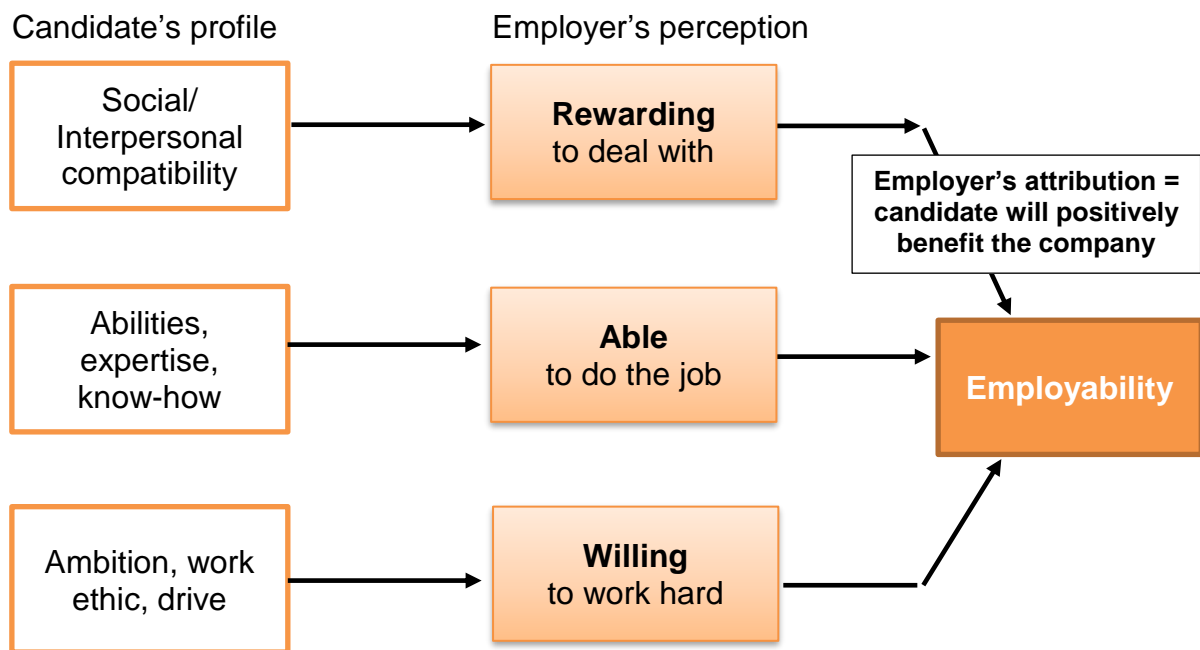 Candidate's profile
Employer's perception
Social/
Interpersonal
compatibility
Rewarding
to deal with
Employer's attribution =
candidate will positively
benefit the company
Abilities,
expertise,
know-how
Able
to do the job
Employability
Ambition, work
ethic, drive
Willing
to work hard